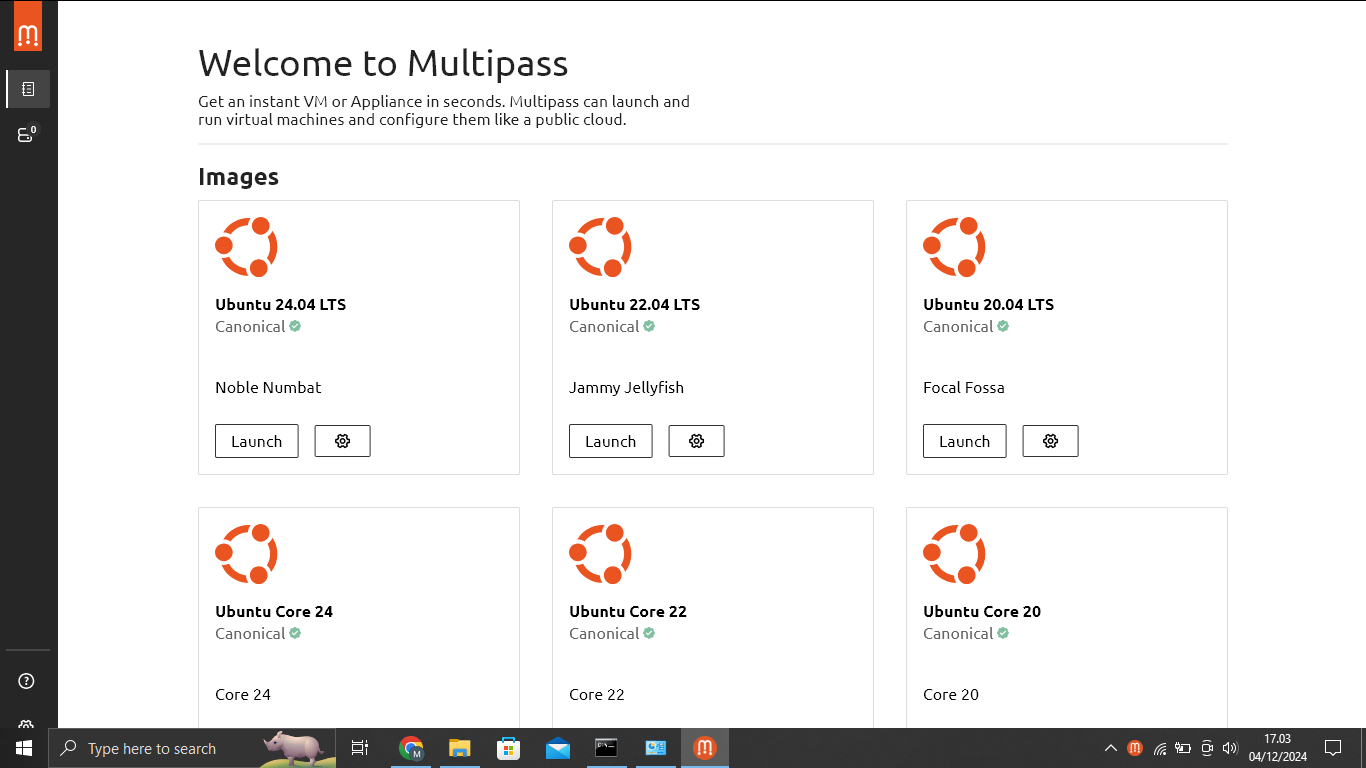 0
Welcome to Multipass
Get an instant VM or Appliance in seconds. Multipass can launch and
run virtual machines and configure them like a public cloud.
Images
Ubuntu 24.04 LTS
Canonical
Noble Numbat
Launch
Ubuntu 22.04 LTS
Canonical
Jammy Jellyfish
Launch
Ubuntu 20.04 LTS
Canonical
Focal Fossa
Launch
Ubuntu Core 24
Canonical
Core 24
Ubuntu Core 22
Canonical
Core 22
Ubuntu Core 20
Canonical
Core 20
Type here to search
M
17.03
04/12/2024